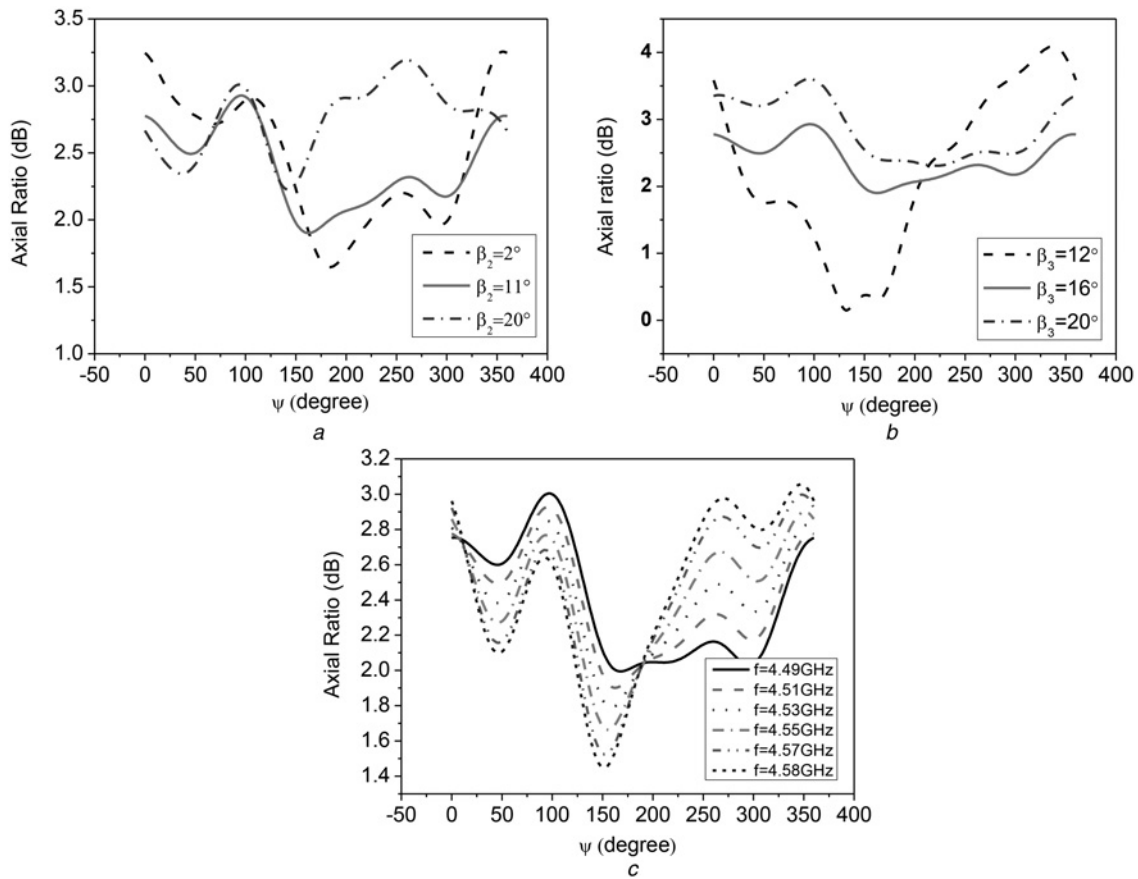 3.5
3.0
2.5
2.0
1.5
1.0
Axial Ratio (dB)
β2=2°
β2=11°
β2=20°
-50 0 50 100 150 200 250 300 350 400
ψ (degree)
a
4
3
2
1
0
Axial ratio (dB)
β3=12°
β3=16°
β3=20°
-50 0 50 100 150 200 250 300 350 400
ψ (degree)
b
3.2
3.0
2.8
2.6
2.4
2.2
2.0
1.8
1.6
1.4
Axial Ratio (dB)
f=4.49GHz
f=4.51GHz
f=4.53GHz
f=4.55GHz
f=4.57GHz
f=4.58GHz
-50 0 50 100 150 200 250 300 350 400
ψ (degree)
c